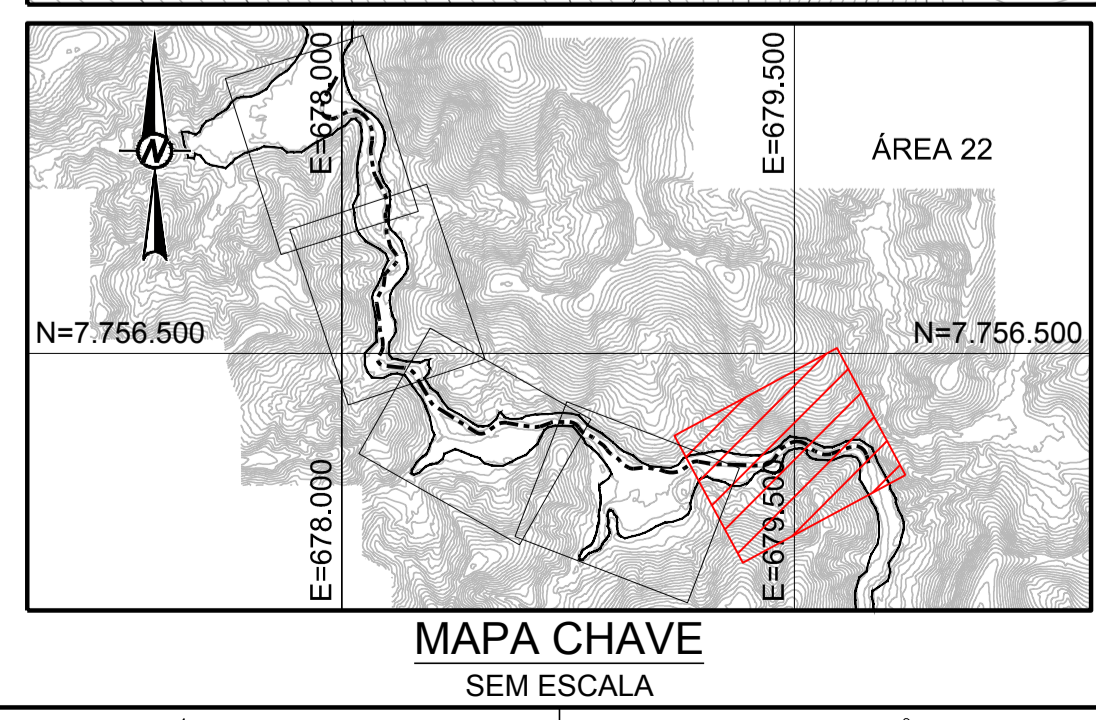 E=678.000
E=679.500
ÁREA 22
N
N=7.756.500
N=7.756.500
E=678.000
E=679.500
MAPA CHAVE
SEM ESCALA